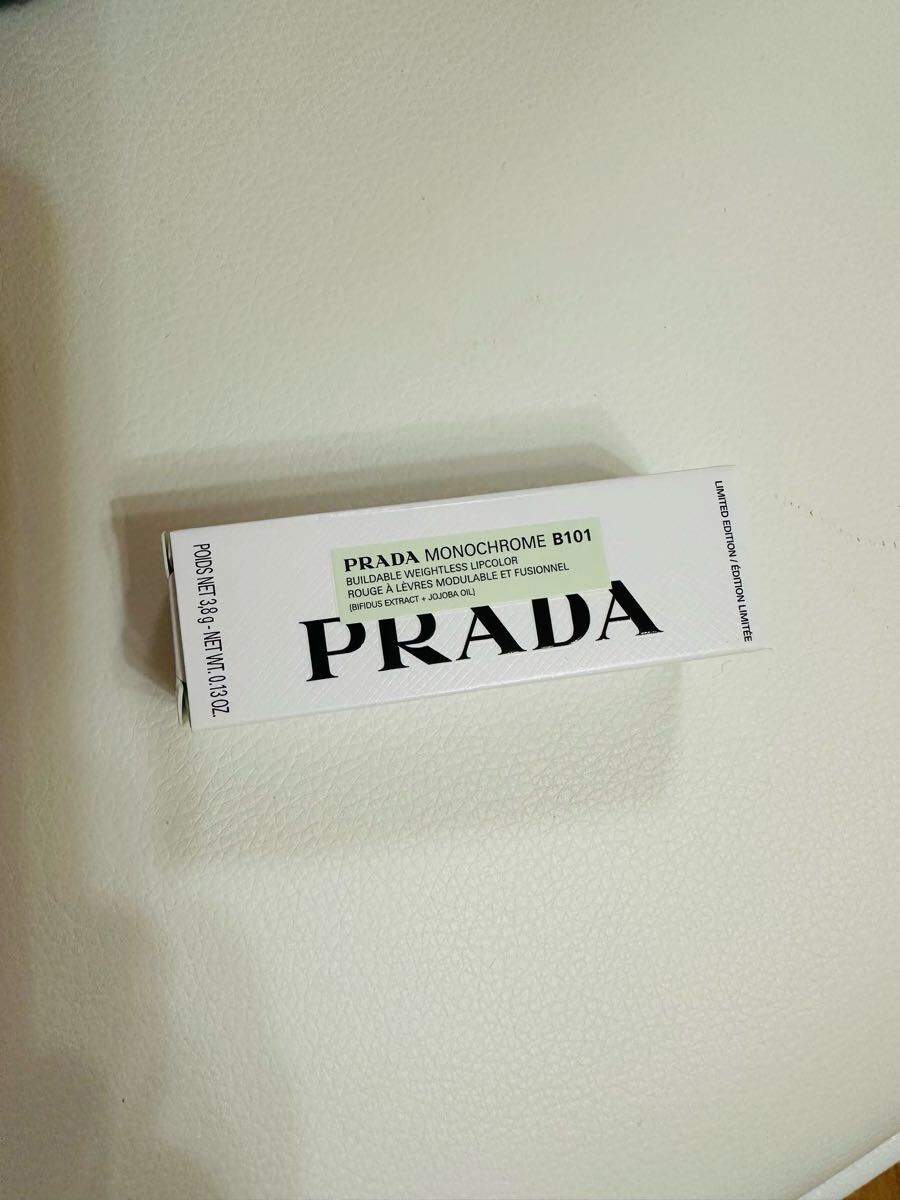 POIDS NET 3,8 g - NET WT. 0.13 OZ.
PRADA MONOCHROME B101
BUILDABLE WEIGHTLESS LIPCOLOR
ROUGE À LÈVRES MODULABLE ET FUSIONNEL
[BIFIDUS EXTRACT + JOJOBA OIL]
PRADA
LIMITED EDITION / ÉDITION LIMITÉE